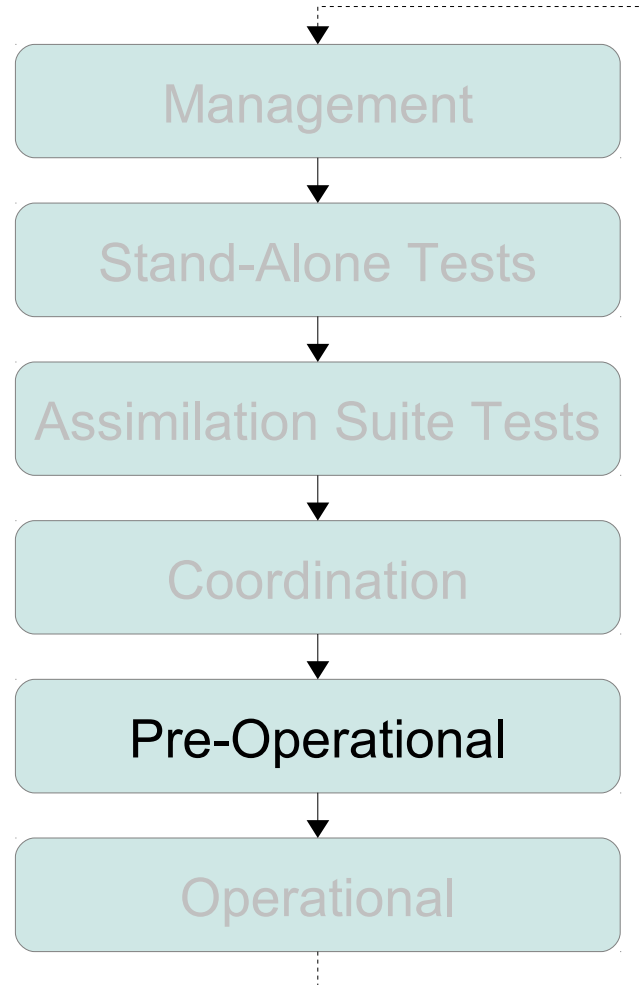 Management
Stand-Alone Tests
Assimilation Suite Tests
Coordination
Pre-Operational
Operational